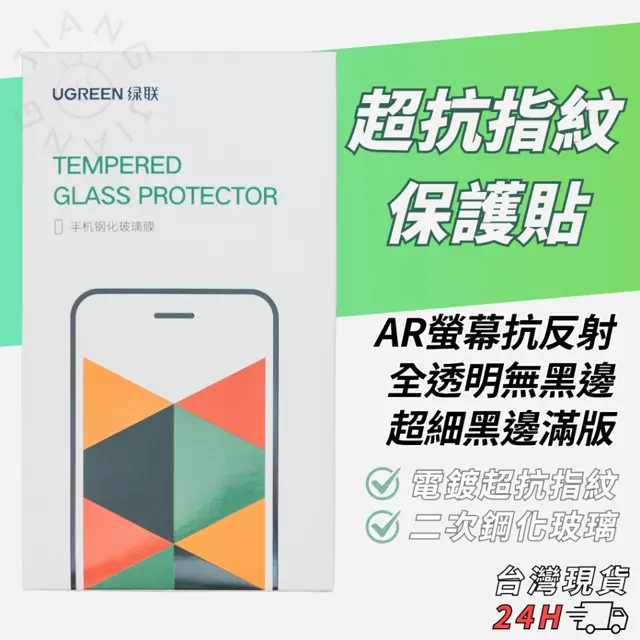 JIANG JIANG
UGREEN 绿联
TEMPERED
GLASS PROTECTOR
手机钢化玻璃膜
超抗指紋
保護貼
AR螢幕抗反射
全透明無黑邊
超細黑邊滿版
電鍍超抗指紋
二次鋼化玻璃
台灣現貨
24H